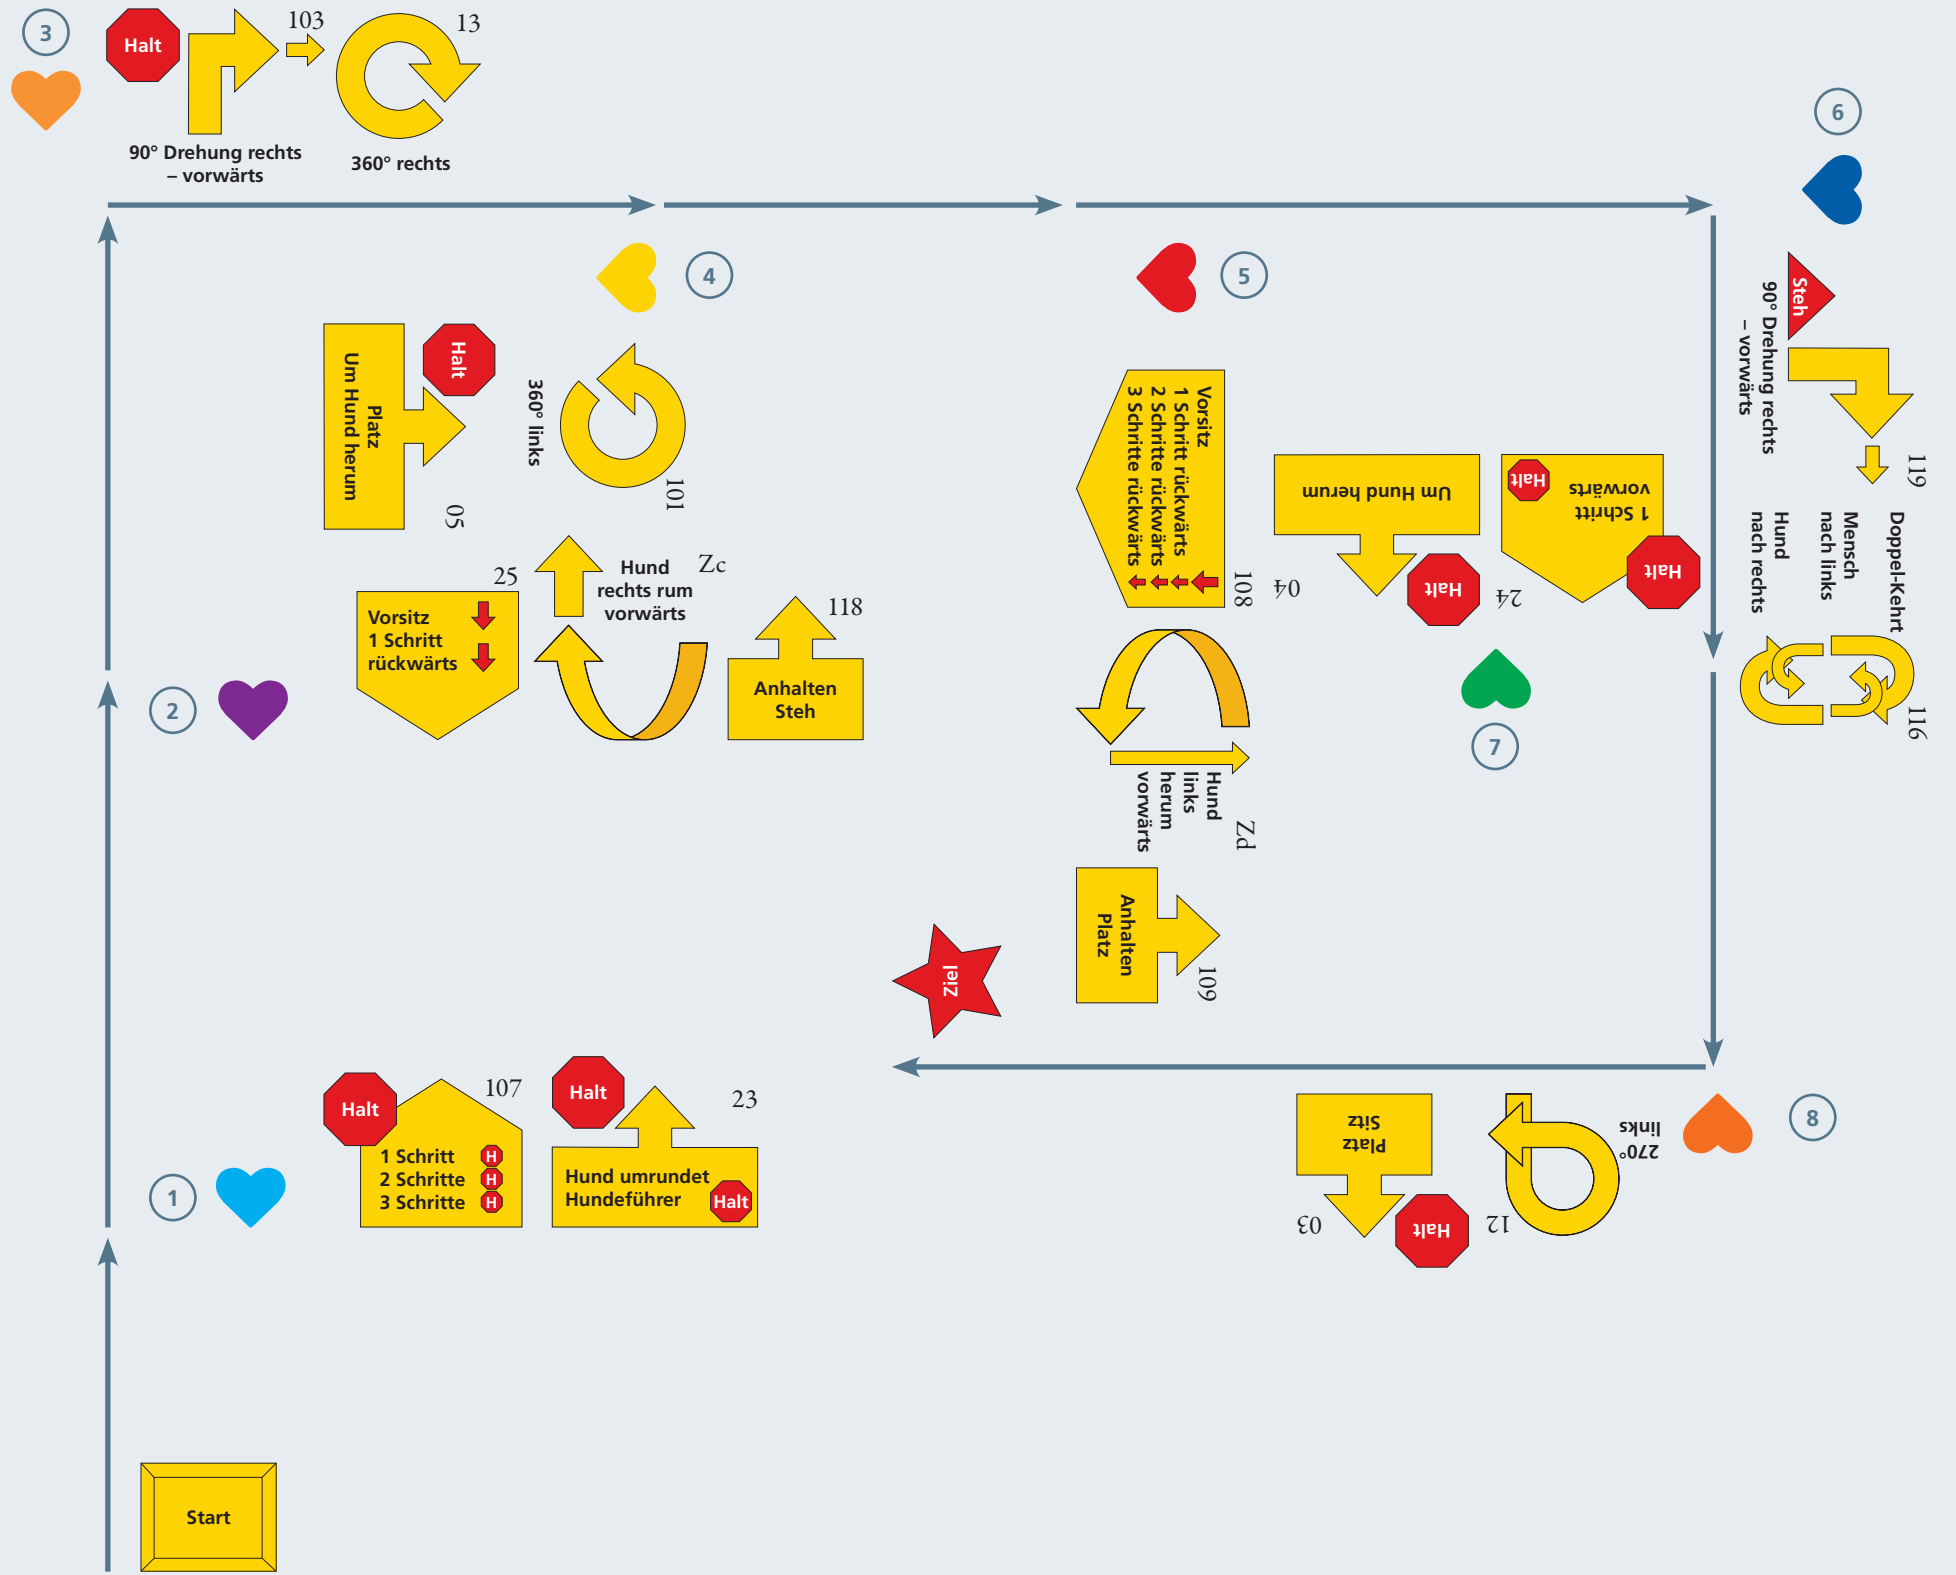 3
Halt
103
13
90° Drehung rechts
– vorwärts
360° rechts
4
Halt
Platz
Um Hund herum
05
360° links
101
5
Vorsitz
1 Schritt rückwärts
2 Schritte rückwärts
3 Schritte rückwärts
108
Um Hund herum
Halt
04
1 Schritt
vorwärts
Halt
Halt
24
6
Steh
90° Drehung rechts
– vorwärts
119
Doppel-Kehrt
Mensch
nach links
Hund
nach rechts
116
2
25
Vorsitz
1 Schritt
rückwärts
Zc
Hund
rechts rum
vorwärts
118
Anhalten
Steh
7
Hund
links
herum
vorwärts
Zd
Anhalten
Platz
109
Ziel
1
Halt
107
1 Schritt H
2 Schritte H
3 Schritte H
Halt
23
Hund umrundet
Hundeführer
Halt
Platz
Sitz
Halt
03
270°
links
12
8
Start